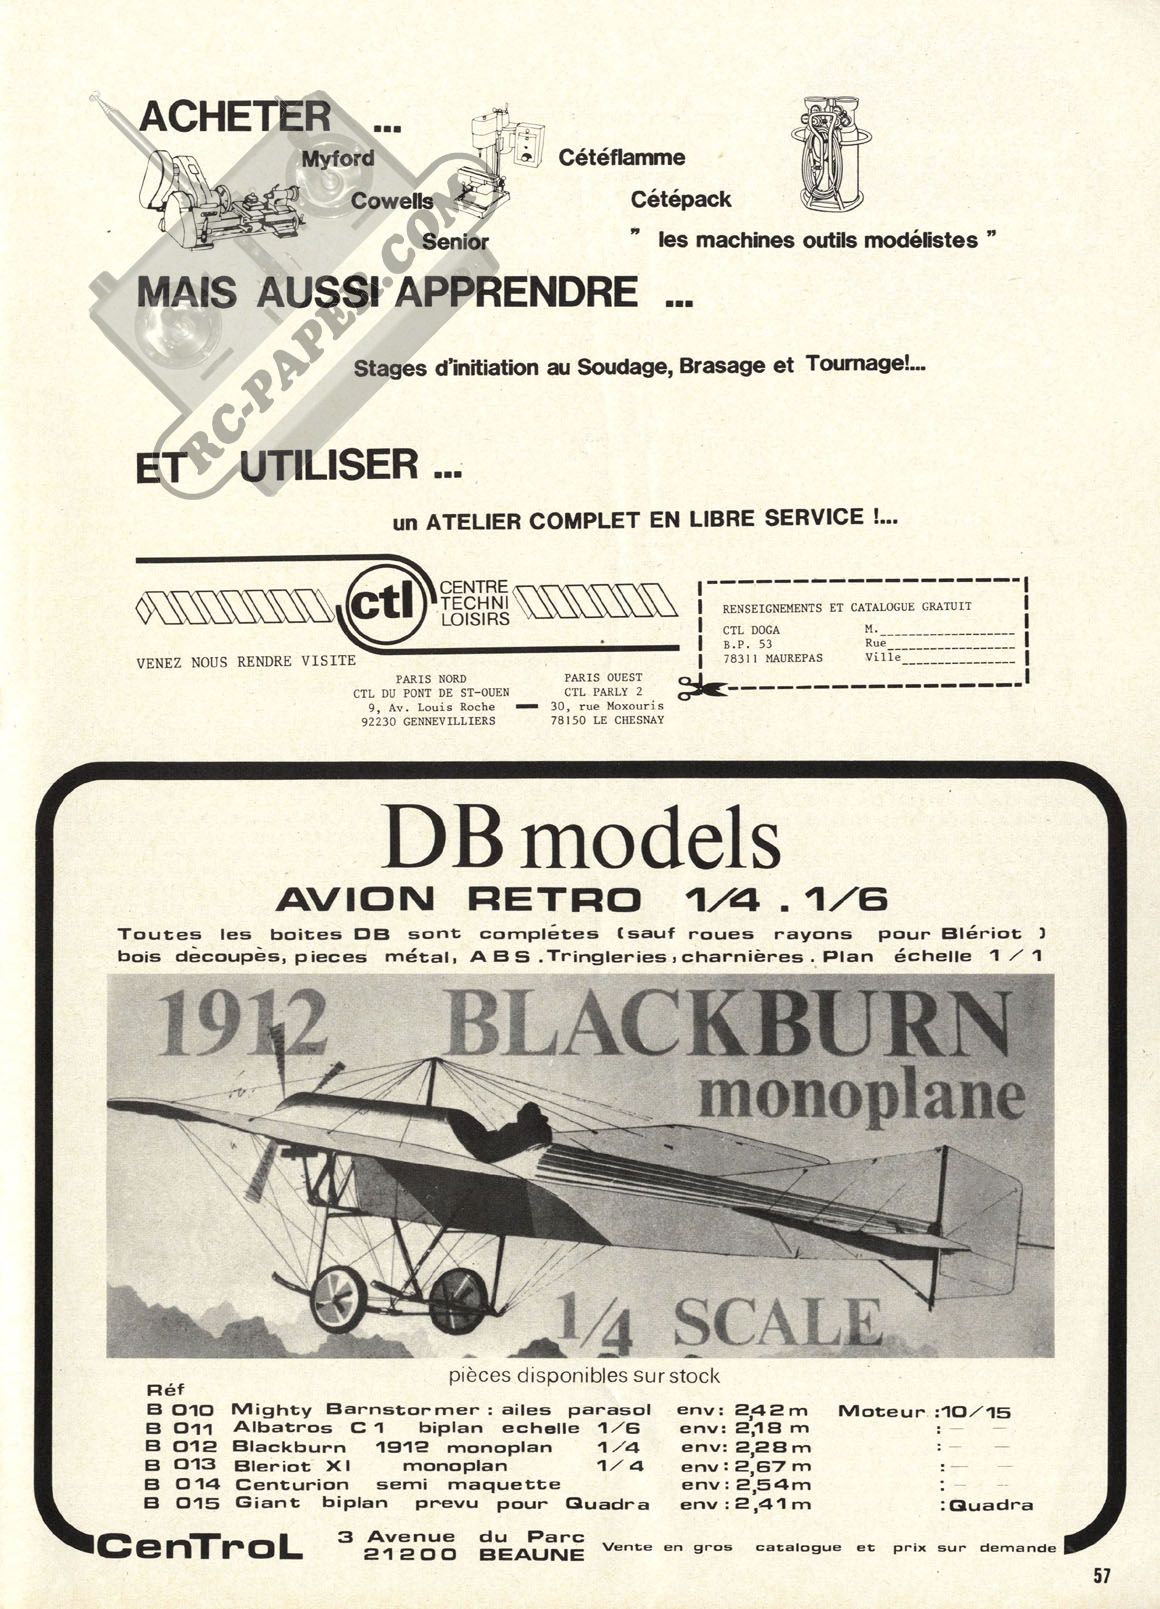 ACHETER ...
Myford
Cétéflamme
Cowells
Cétépack
Senior
" les machines outils modélistes "
MAIS AUSSI APPRENDRE ...
Stages d'initiation au Soudage, Brasage et Tournage!...
RC-PAPER.COM
ET UTILISER ...
un ATELIER COMPLET EN LIBRE SERVICE !...
ctl
CENTRE
TECHNI
LOISIRS
VENEZ NOUS RENDRE VISITE
PARIS NORD
CTL DU PONT DE ST-OUEN
9, Av. Louis Roche
92230 GENNEVILLIERS
PARIS OUEST
CTL PARLY 2
30, rue Moxouris
78150 LE CHESNAY
RENSEIGNEMENTS ET CATALOGUE GRATUIT
CTL DOGA M.____________________
B.P. 53 Rue___________________
78311 MAUREPAS Ville_________________
DB models
AVION RETRO 1/4 . 1/6
Toutes les boites DB sont complétes (sauf roues rayons pour Blériot )
bois dècoupès, pieces métal, ABS. Tringleries, charnières. Plan échelle 1 / 1
1912 BLACKBURN
monoplane
1/4 SCALE
pièces disponibles sur stock
Réf
B 010 Mighty Barnstormer : ailes parasol env: 2,42 m Moteur :10/15
B 011 Albatros C 1 biplan echelle 1/6 env: 2,18 m : — —
B 012 Blackburn 1912 monoplan 1/4 env: 2,28 m — —
B 013 Bleriot XI monoplan 1/4 env: 2,67 m : — —
B 014 Centurion semi maquette env: 2,54 m : — —
B 015 Giant biplan prevu pour Quadra env: 2,41 m :Quadra
CenTroL
3 Avenue du Parc
21200 BEAUNE
Vente en gros catalogue et prix sur demande
57